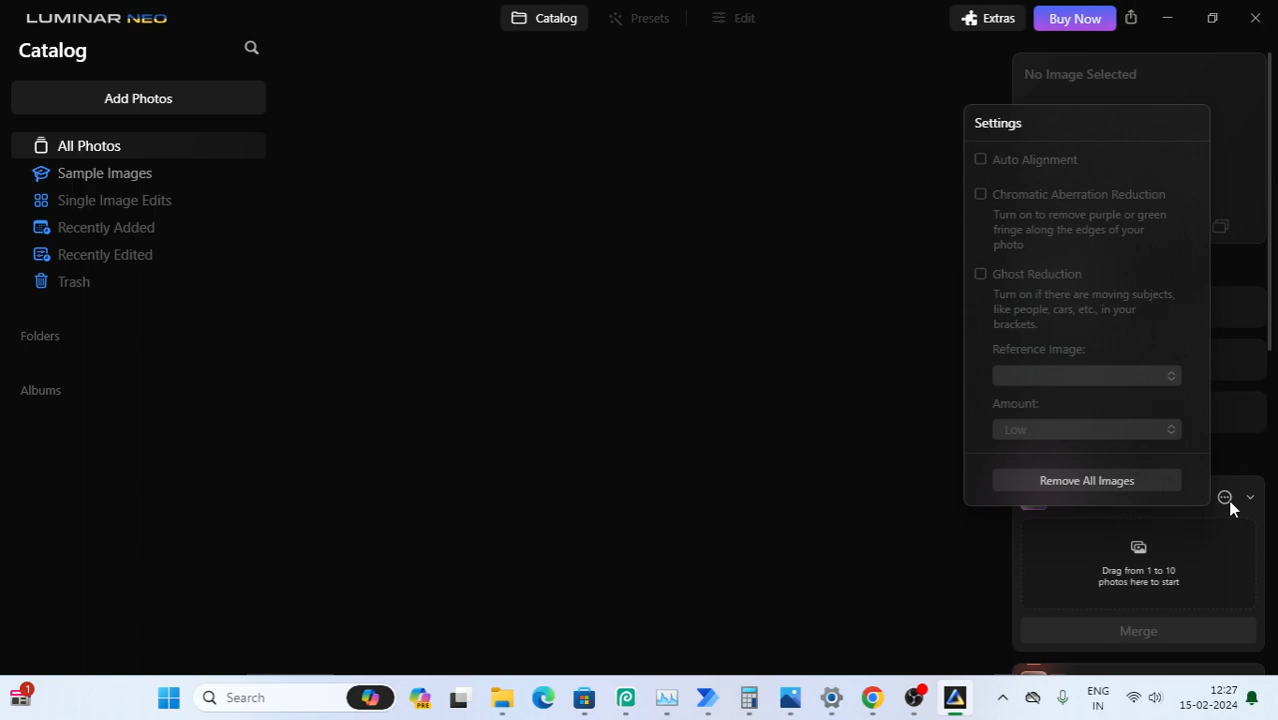 LUMINAR NEO
Catalog
Presets
Edit
Extras
Buy Now
Catalog
Add Photos
All Photos
Sample Images
Single Image Edits
Recently Added
Recently Edited
Trash
Folders
Albums
No Image Selected
Settings
Auto Alignment
Chromatic Aberration Reduction
Turn on to remove purple or green
fringe along the edges of your
photo
Ghost Reduction
Turn on if there are moving subjects,
like people, cars, etc., in your
brackets.
Reference Image:
Amount:
Low
Remove All Images
Drag from 1 to 10
photos here to start
Merge
1
Search
PRE
ENG
IN
12:27
15-02-2024